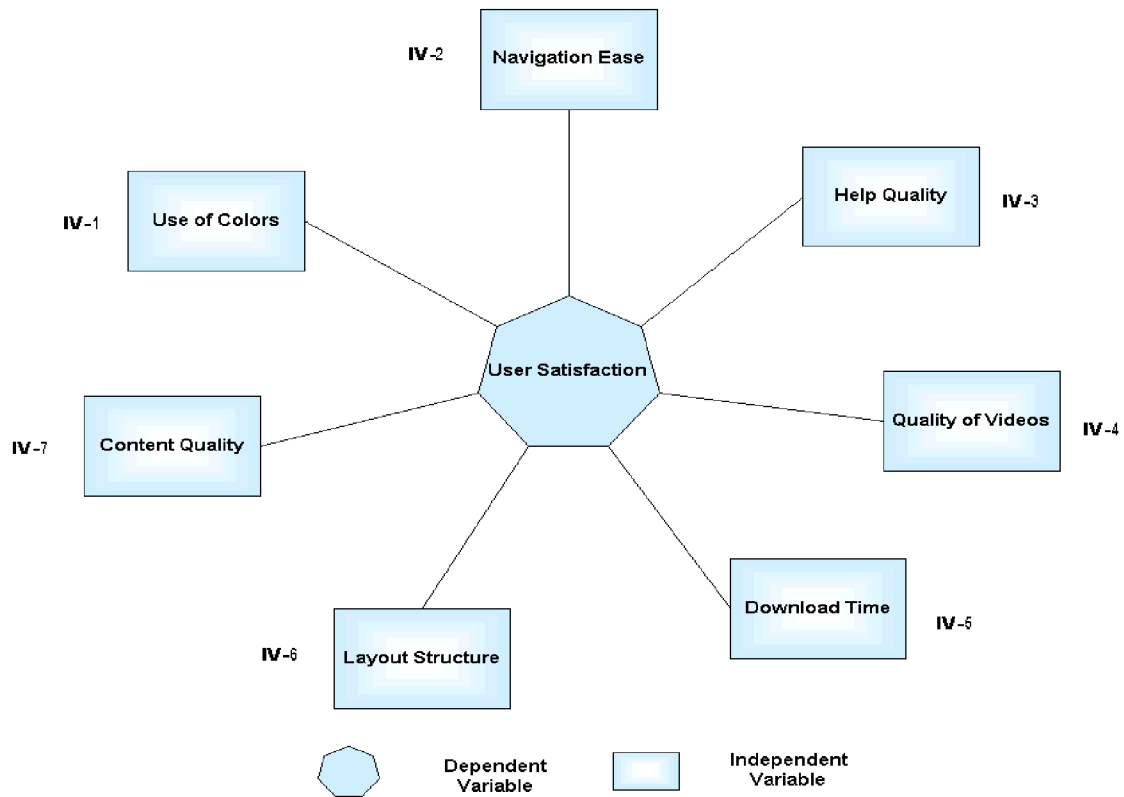 IV-2
Navigation Ease
IV-1
Use of Colors
Help Quality
IV-3
User Satisfaction
IV-7
Content Quality
Quality of Videos
IV-4
IV-6
Layout Structure
Download Time
IV-5
Dependent
Variable
Independent
Variable